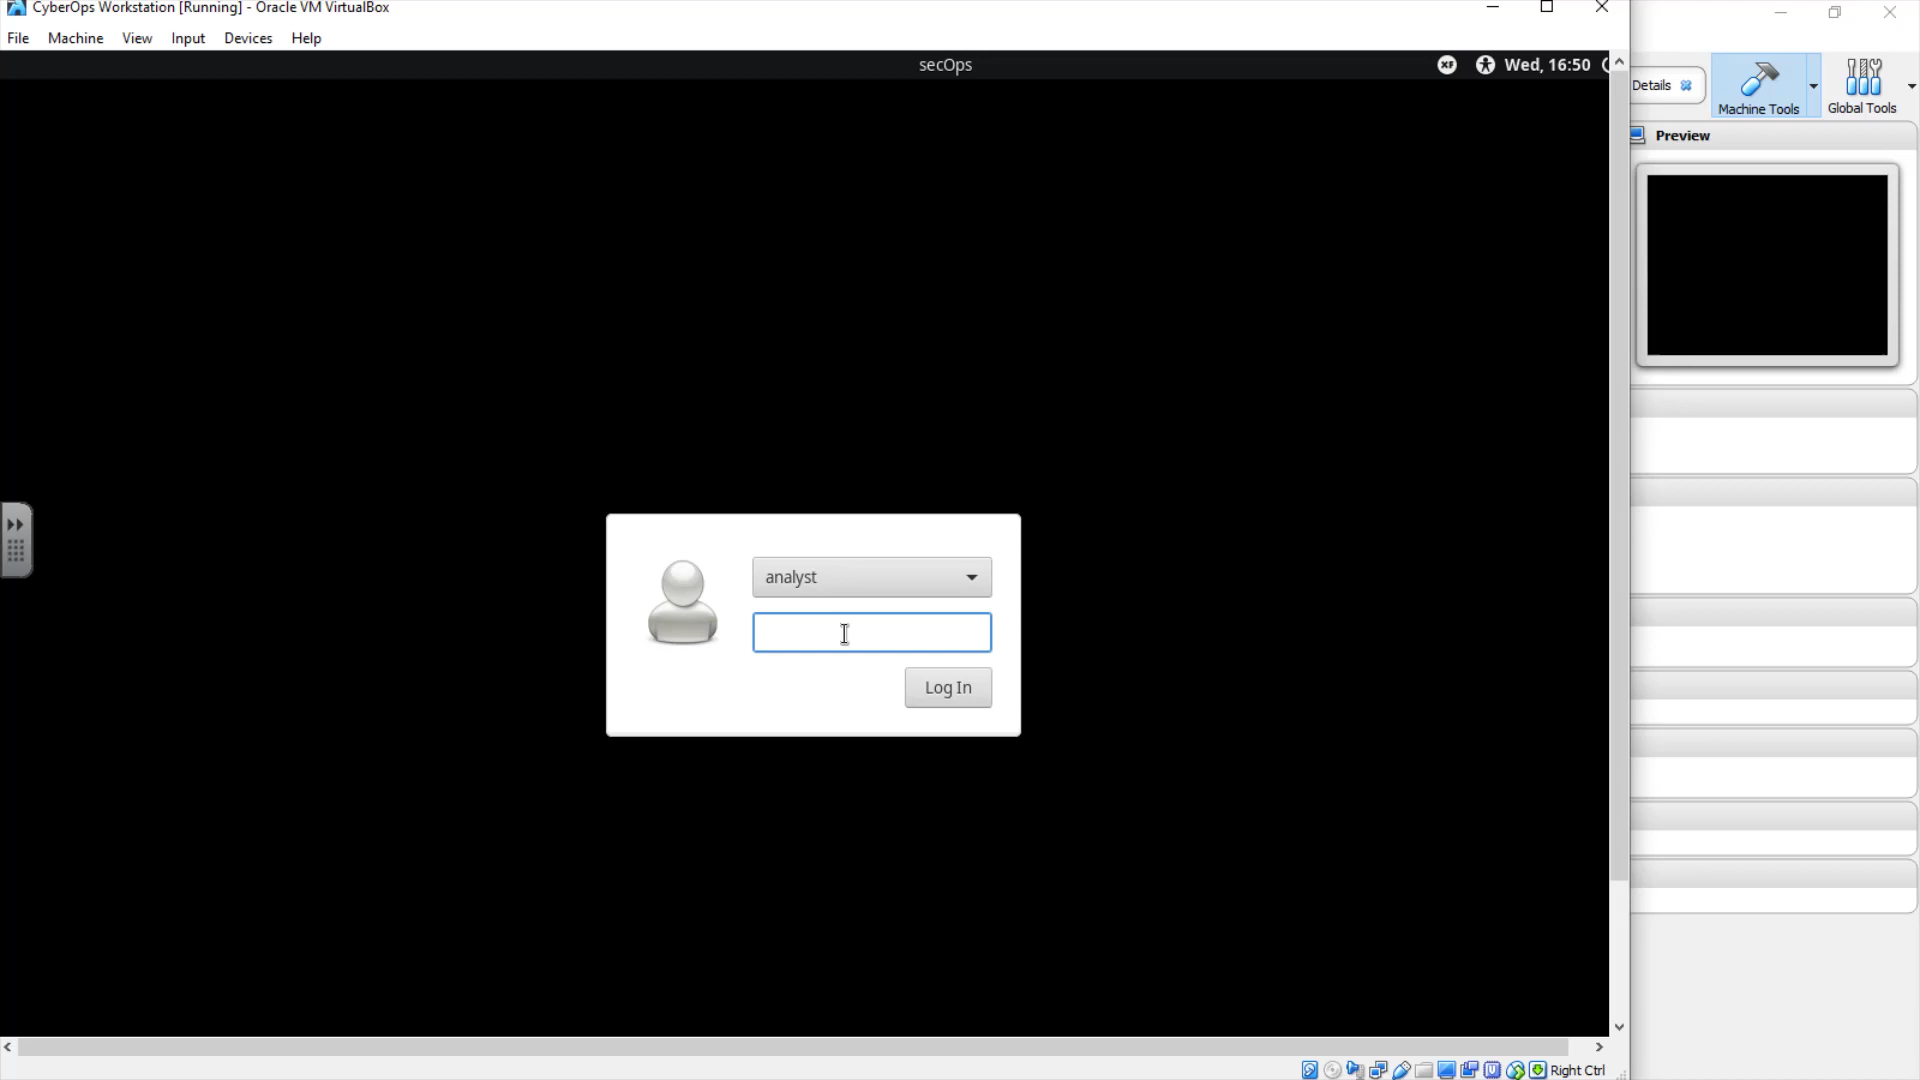 CyberOps Workstation [Running] - Oracle VM VirtualBox
File Machine View Input Devices Help
secOps
Wed, 16:50
Details
Machine Tools
Global Tools
Preview
analyst
Log In
Right Ctrl